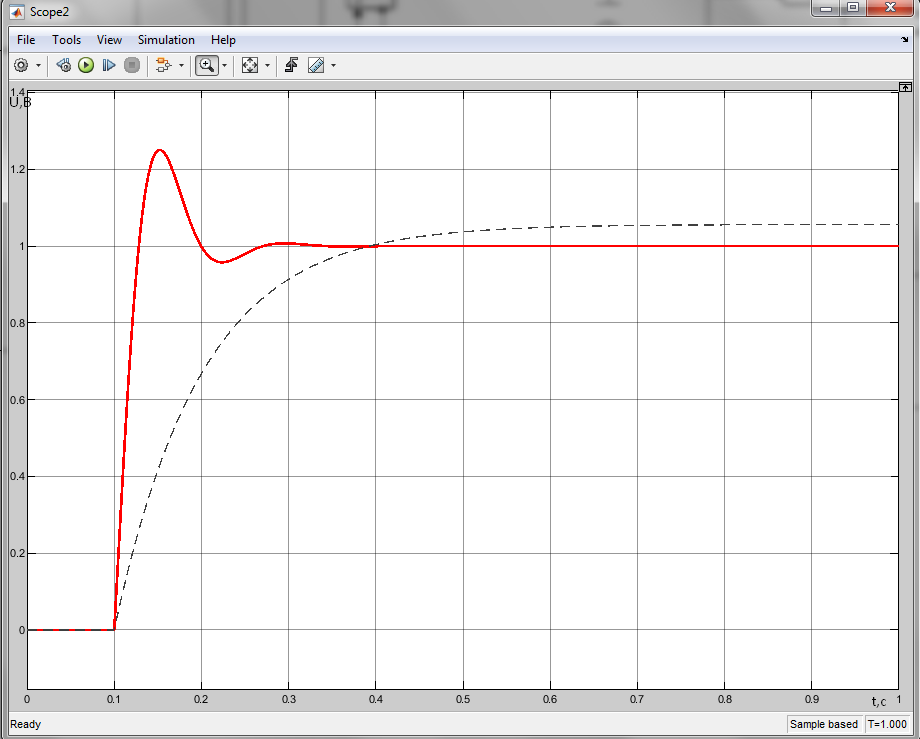 Scope2
File Tools View Simulation Help
1.4
U,В
1.2
1
0.8
0.6
0.4
0.2
0
0 0.1 0.2 0.3 0.4 0.5 0.6 0.7 0.8 0.9 t,с 1
Ready Sample based T=1.000